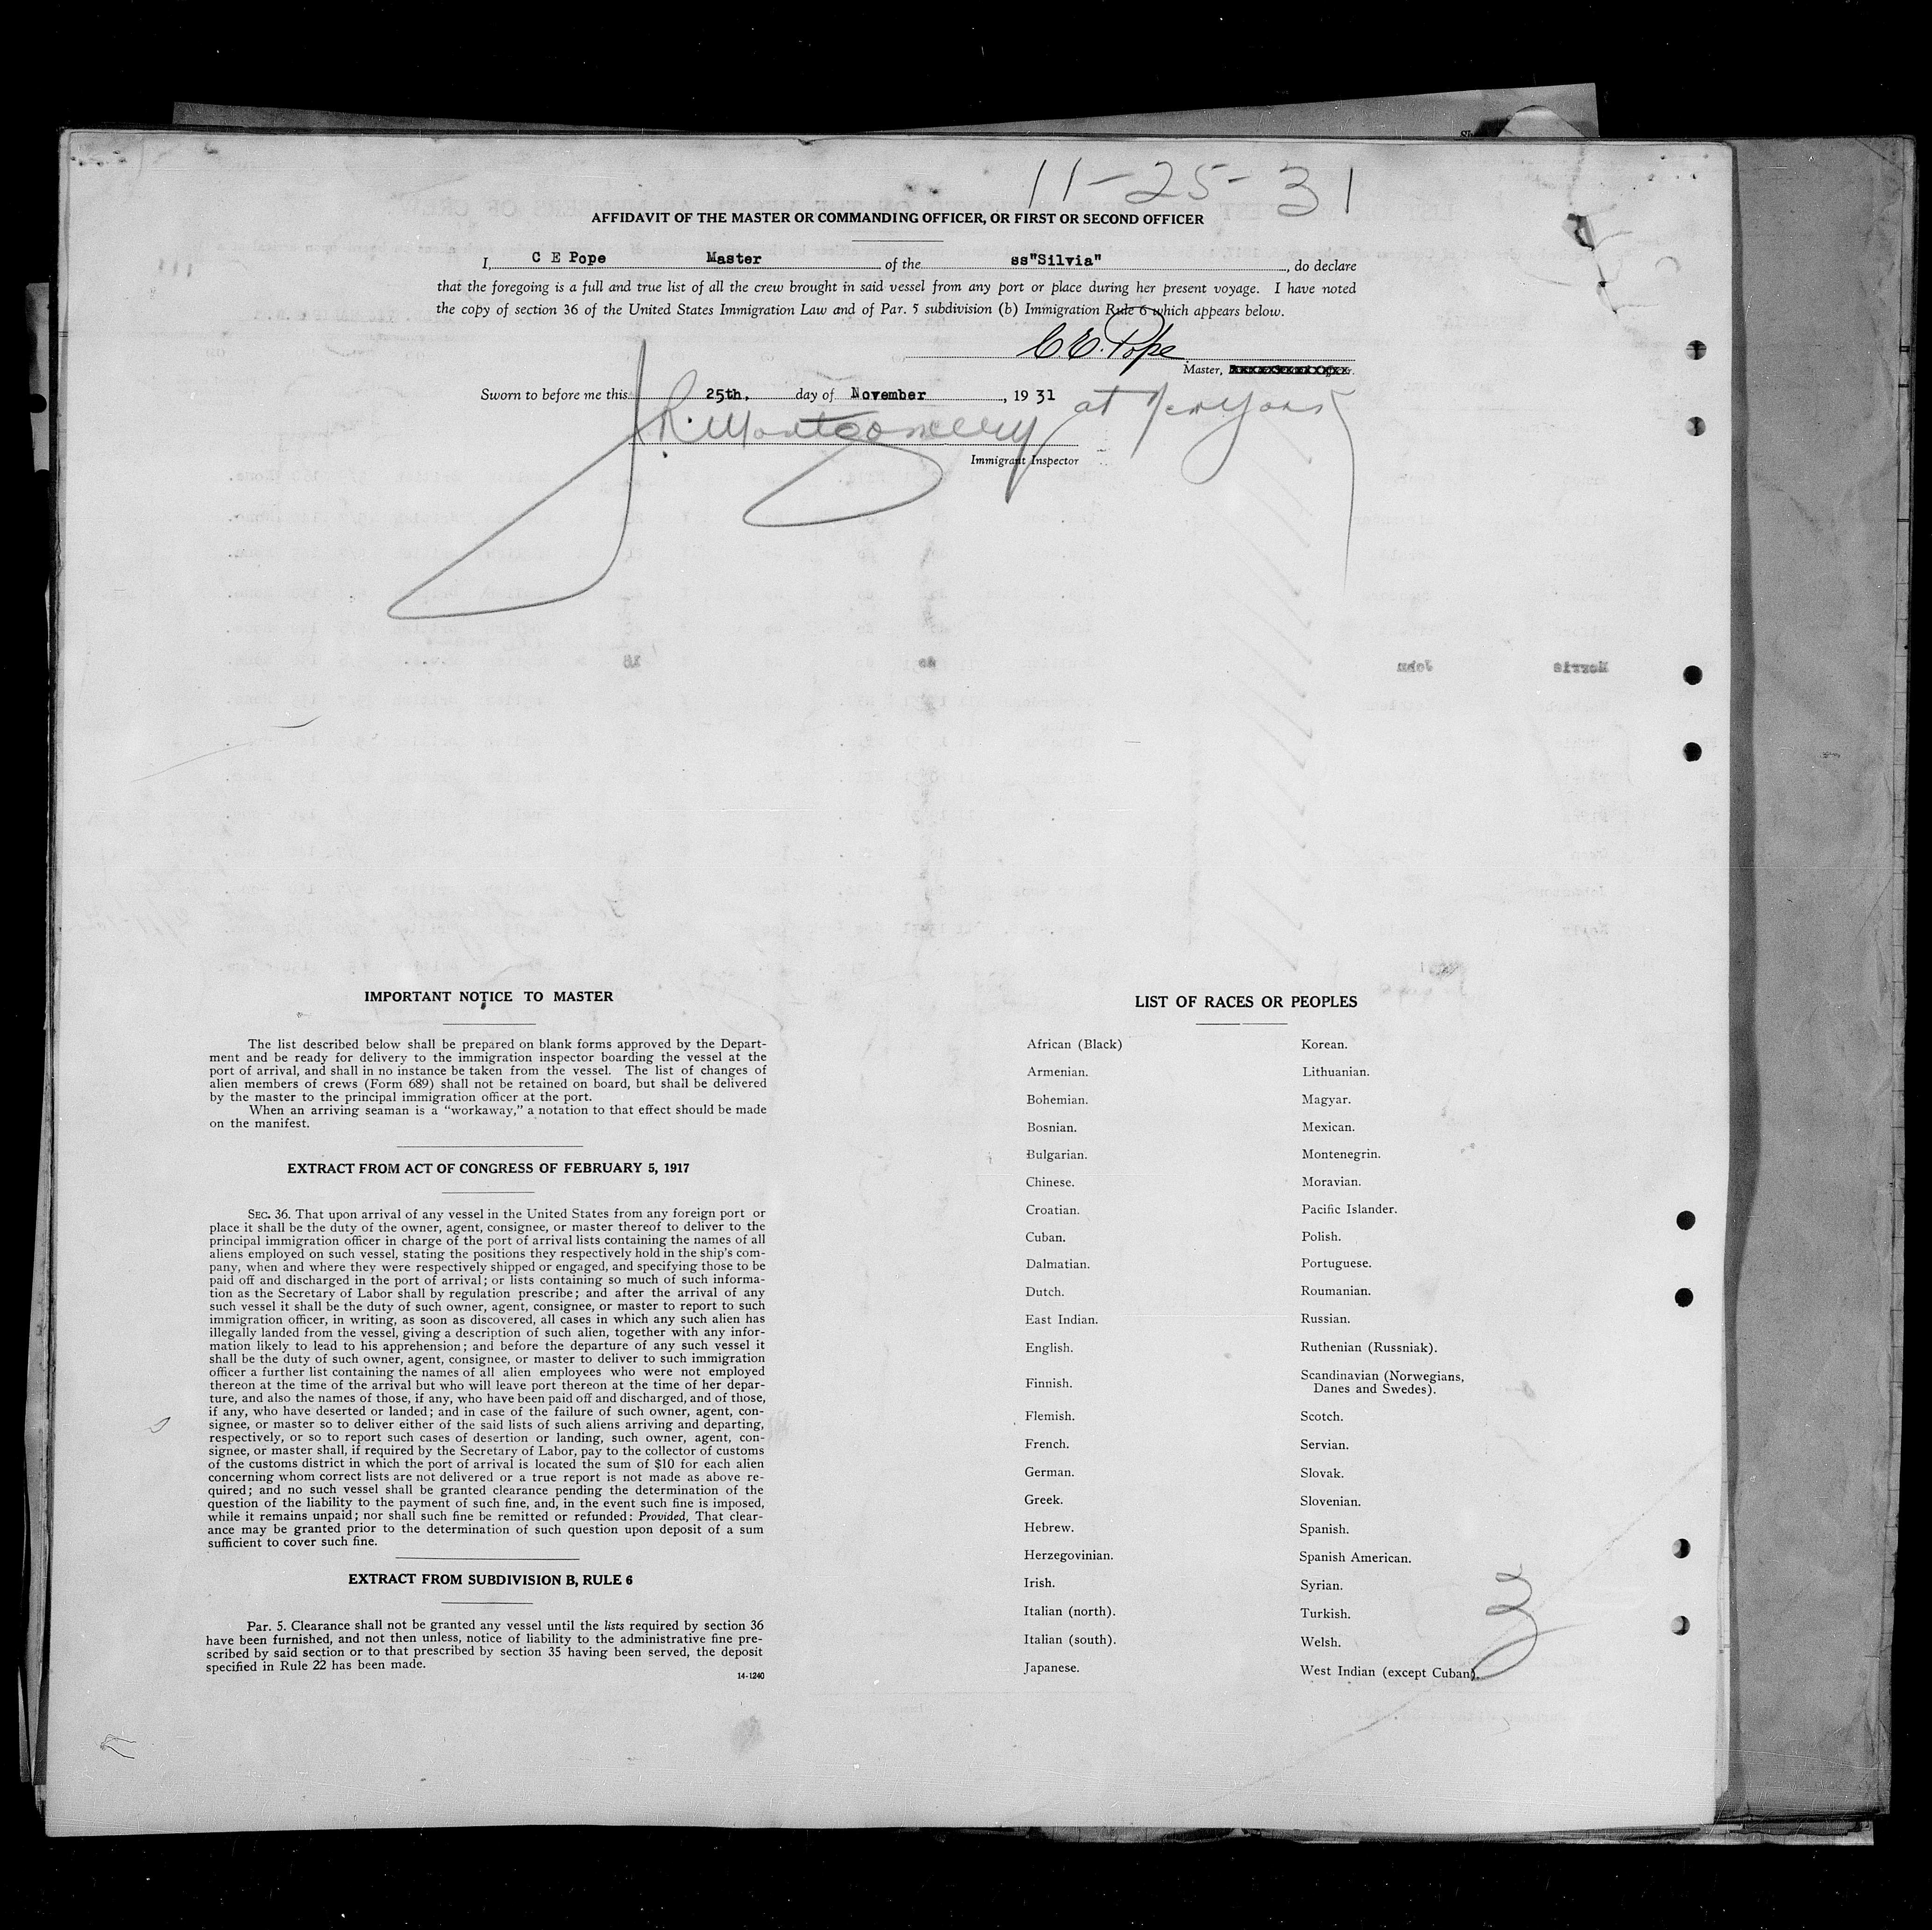 11-25-31
AFFIDAVIT OF THE MASTER OR COMMANDING OFFICER, OR FIRST OR SECOND OFFICER
I, C E Pope Master of the ss"Silvia", do declare
that the foregoing is a full and true list of all the crew brought in said vessel from any port or place during her present voyage. I have noted
the copy of section 36 of the United States Immigration Law and of Par. 5 subdivision (b) Immigration Rule 6 which appears below.
C.E. Pope
Master,
Sworn to before me this 25th, day of November, 19 31 at New York
J R Montgomery
Immigrant Inspector
Morris John do
IMPORTANT NOTICE TO MASTER
The list described below shall be prepared on blank forms approved by the Depart-
ment and be ready for delivery to the immigration inspector boarding the vessel at the
port of arrival, and shall in no instance be taken from the vessel. The list of changes of
alien members of crews (Form 689) shall not be retained on board, but shall be delivered
by the master to the principal immigration officer at the port.
When an arriving seaman is a "workaway," a notation to that effect should be made
on the manifest.
EXTRACT FROM ACT OF CONGRESS OF FEBRUARY 5, 1917
SEC. 36. That upon arrival of any vessel in the United States from any foreign port or
place it shall be the duty of the owner, agent, consignee, or master thereof to deliver to the
principal immigration officer in charge of the port of arrival lists containing the names of all
aliens employed on such vessel, stating the positions they respectively hold in the ship's com-
pany, when and where they were respectively shipped or engaged, and specifying those to be
paid off and discharged in the port of arrival; or lists containing so much of such informa-
tion as the Secretary of Labor shall by regulation prescribe; and after the arrival of any
such vessel it shall be the duty of such owner, agent, consignee, or master to report to such
immigration officer, in writing, as soon as discovered, all cases in which any such alien has
illegally landed from the vessel, giving a description of such alien, together with any infor-
mation likely to lead to his apprehension; and before the departure of any such vessel it
shall be the duty of such owner, agent, consignee, or master to deliver to such immigration
officer a further list containing the names of all alien employees who were not employed
thereon at the time of the arrival but who will leave port thereon at the time of her depar-
ture, and also the names of those, if any, who have been paid off and discharged, and of those,
if any, who have deserted or landed; and in case of the failure of such owner, agent, con-
signee, or master so to deliver either of the said lists of such aliens arriving and departing,
respectively, or so to report such cases of desertion or landing, such owner, agent, con-
signee, or master shall, if required by the Secretary of Labor, pay to the collector of customs
of the customs district in which the port of arrival is located the sum of $10 for each alien
concerning whom correct lists are not delivered or a true report is not made as above re-
quired; and no such vessel shall be granted clearance pending the determination of the
question of the liability to the payment of such fine, and, in the event such fine is imposed,
while it remains unpaid; nor shall such fine be remitted or refunded: Provided, That clear-
ance may be granted prior to the determination of such question upon deposit of a sum
sufficient to cover such fine.
EXTRACT FROM SUBDIVISION B, RULE 6
Par. 5. Clearance shall not be granted any vessel until the lists required by section 36
have been furnished, and not then unless, notice of liability to the administrative fine pre-
scribed by said section or to that prescribed by section 35 having been served, the deposit
specified in Rule 22 has been made.
14-1240
LIST OF RACES OR PEOPLES
African (Black)
Armenian.
Bohemian.
Bosnian.
Bulgarian.
Chinese.
Croatian.
Cuban.
Dalmatian.
Dutch.
East Indian.
English.
Finnish.
Flemish.
French.
German.
Greek.
Hebrew.
Herzegovinian.
Irish.
Italian (north).
Italian (south).
Japanese.
Korean.
Lithuanian.
Magyar.
Mexican.
Montenegrin.
Moravian.
Pacific Islander.
Polish.
Portuguese.
Roumanian.
Russian.
Ruthenian (Russniak).
Scandinavian (Norwegians,
Danes and Swedes).
Scotch.
Servian.
Slovak.
Slovenian.
Spanish.
Spanish American.
Syrian.
Turkish.
Welsh.
West Indian (except Cuban).
3